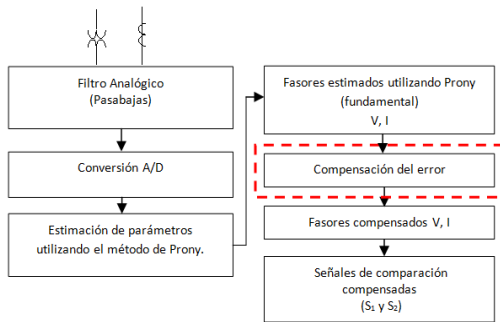 Filtro Analógico
(Pasabajas)
Conversión A/D
Estimación de parámetros
utilizando el método de Prony.
Fasores estimados utilizando Prony
(fundamental)
V, I
Compensación del error
Fasores compensados V, I
Señales de comparación
compensadas
(S₁ y S₂)